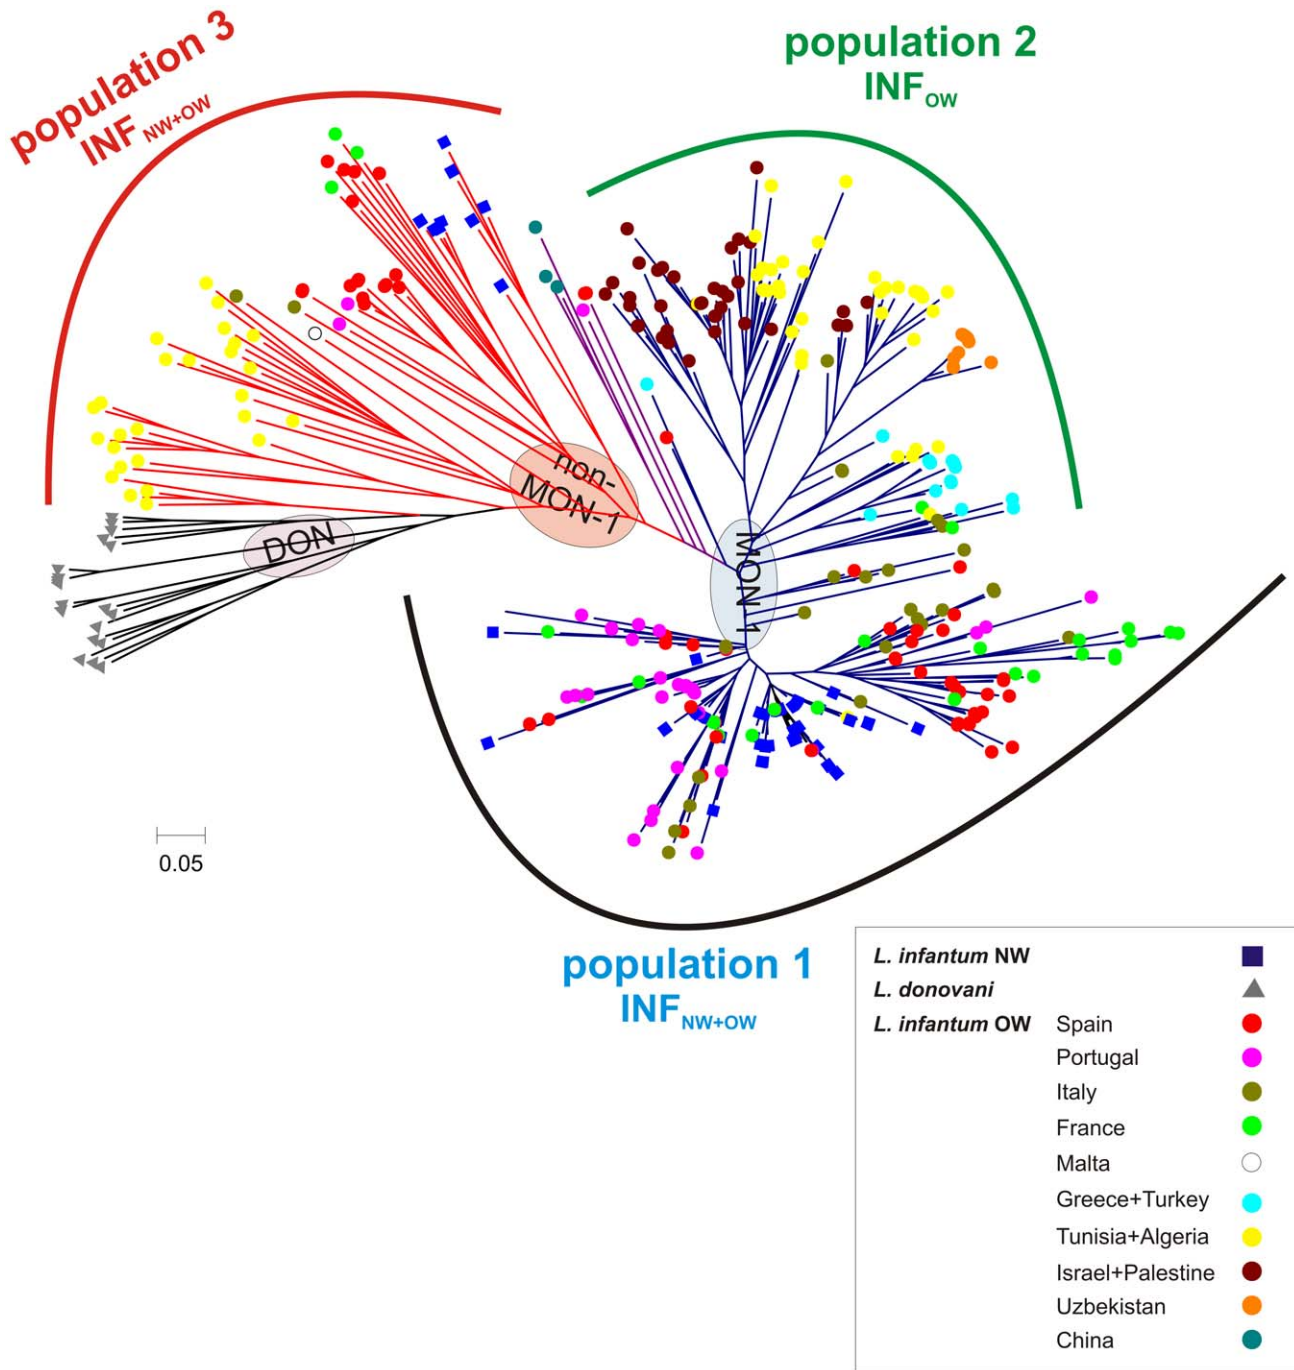 population 3
INF NW+OW
population 2
INF OW
non-
MON-1
DON
MON-1
0.05
population 1
INF NW+OW
L. infantum NW
L. donovani
L. infantum OW Spain
Portugal
Italy
France
Malta
Greece+Turkey
Tunisia+Algeria
Israel+Palestine
Uzbekistan
China